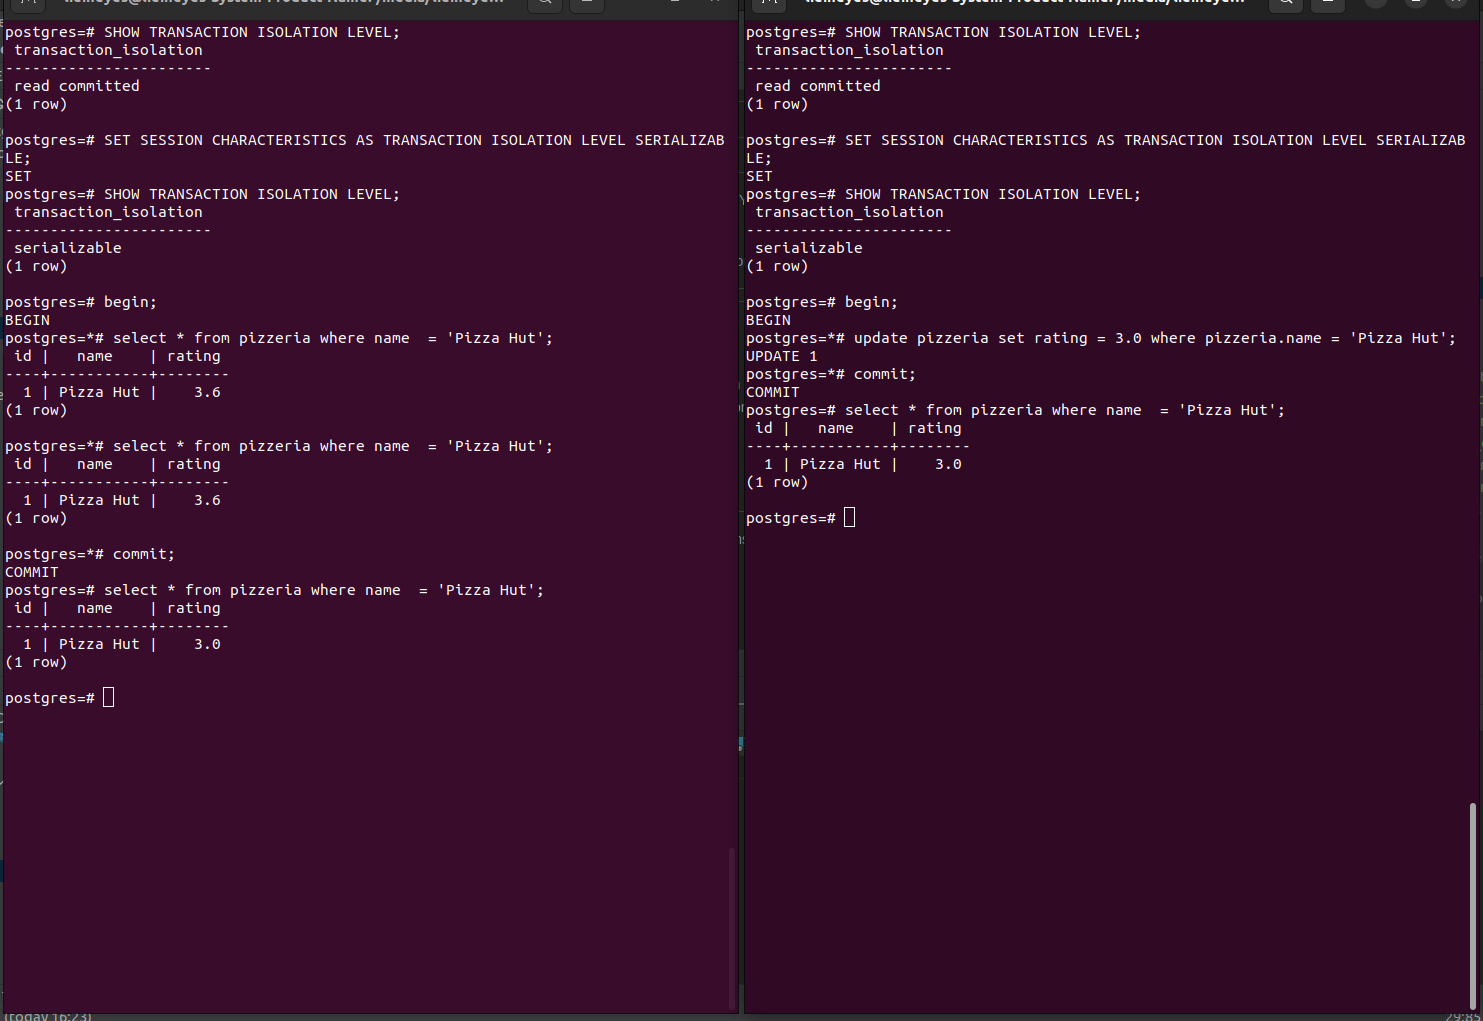 postgres=# SHOW TRANSACTION ISOLATION LEVEL;
 transaction_isolation
-----------------------
 read committed
(1 row)

postgres=# SET SESSION CHARACTERISTICS AS TRANSACTION ISOLATION LEVEL SERIALIZAB
LE;
SET
postgres=# SHOW TRANSACTION ISOLATION LEVEL;
 transaction_isolation
-----------------------
 serializable
(1 row)

postgres=# begin;
BEGIN
postgres=*# select * from pizzeria where name  = 'Pizza Hut';
 id |   name    | rating
----+-----------+--------
  1 | Pizza Hut |    3.6
(1 row)

postgres=*# select * from pizzeria where name  = 'Pizza Hut';
 id |   name    | rating
----+-----------+--------
  1 | Pizza Hut |    3.6
(1 row)

postgres=*# commit;
COMMIT
postgres=# select * from pizzeria where name  = 'Pizza Hut';
 id |   name    | rating
----+-----------+--------
  1 | Pizza Hut |    3.0
(1 row)

postgres=#
(today 16:23)
postgres=# SHOW TRANSACTION ISOLATION LEVEL;
 transaction_isolation
-----------------------
 read committed
(1 row)

postgres=# SET SESSION CHARACTERISTICS AS TRANSACTION ISOLATION LEVEL SERIALIZAB
LE;
SET
postgres=# SHOW TRANSACTION ISOLATION LEVEL;
 transaction_isolation
-----------------------
 serializable
(1 row)

postgres=# begin;
BEGIN
postgres=*# update pizzeria set rating = 3.0 where pizzeria.name = 'Pizza Hut';
UPDATE 1
postgres=*# commit;
COMMIT
postgres=# select * from pizzeria where name  = 'Pizza Hut';
 id |   name    | rating
----+-----------+--------
  1 | Pizza Hut |    3.0
(1 row)

postgres=#